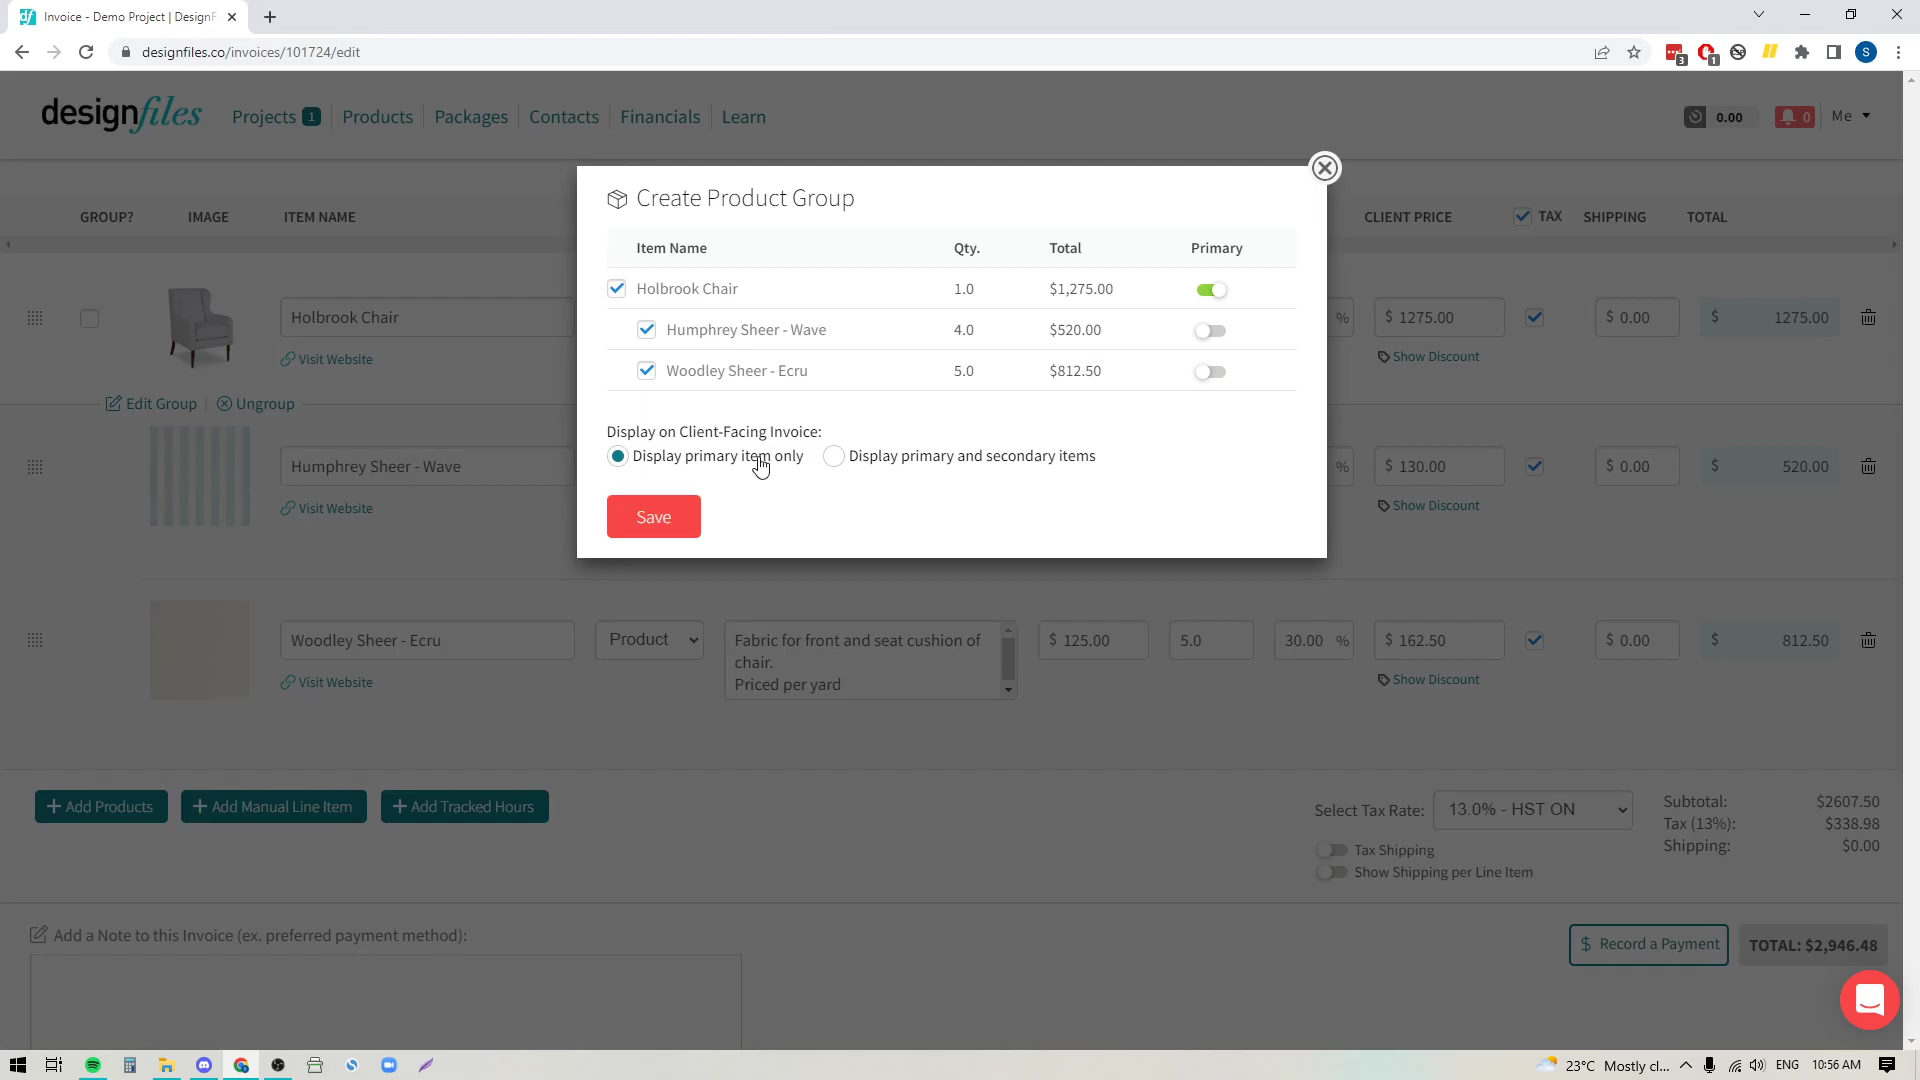 Invoice - Demo Project | DesignF
designfiles.co/invoices/101724/edit
3
1
S
designfiles
Projects 1
Products
Packages
Contacts
Financials
Learn
0.00
0
Me
GROUP?
IMAGE
ITEM NAME
CLIENT PRICE
TAX
SHIPPING
TOTAL
Create Product Group
Item Name
Qty.
Total
Primary
Holbrook Chair
1.0
$1,275.00
Humphrey Sheer - Wave
4.0
$520.00
Woodley Sheer - Ecru
5.0
$812.50
Display on Client-Facing Invoice:
Display primary item only
Display primary and secondary items
Save
Holbrook Chair
%
$ 1275.00
$ 0.00
$ 1275.00
Visit Website
Show Discount
Edit Group
Ungroup
Humphrey Sheer - Wave
%
$ 130.00
$ 0.00
$ 520.00
Visit Website
Show Discount
Woodley Sheer - Ecru
Product
Fabric for front and seat cushion of
chair.
Priced per yard
$ 125.00
5.0
30.00 %
$ 162.50
$ 0.00
$ 812.50
Visit Website
Show Discount
+ Add Products
+ Add Manual Line Item
+ Add Tracked Hours
Select Tax Rate:
13.0% - HST ON
Tax Shipping
Show Shipping per Line Item
Subtotal: $2607.50
Tax (13%): $338.98
Shipping: $0.00
Add a Note to this Invoice (ex. preferred payment method):
$ Record a Payment
TOTAL: $2,946.48
23°C Mostly cl...
ENG
10:56 AM